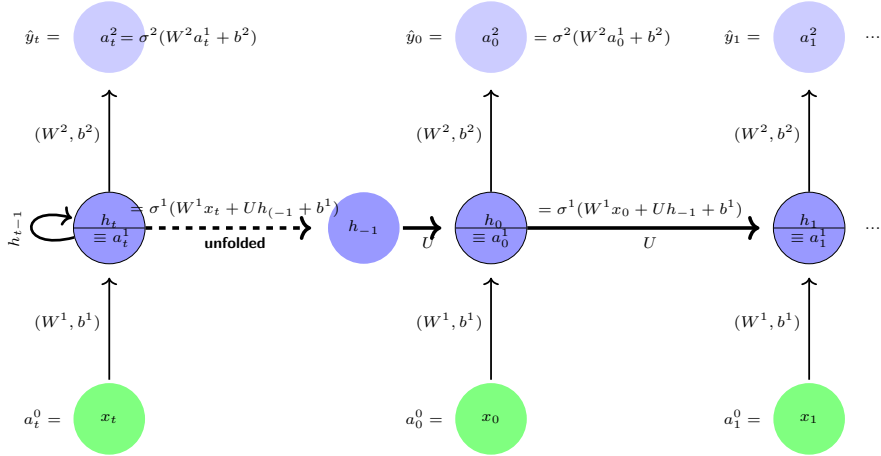 ŷ_t = a_t^2 = σ^2(W^2 a_t^1 + b^2)
ŷ_0 = a_0^2 = σ^2(W^2 a_0^1 + b^2)
ŷ_1 = a_1^2 ...
(W^2, b^2)
(W^2, b^2)
(W^2, b^2)
= σ^1(W^1 x_t + U h_{(-1} + b^1)
= σ^1(W^1 x_0 + U h_{-1} + b^1)
h_{t-1}
h_t
≡ a_t^1
unfolded
h_{-1}
U
h_0
≡ a_0^1
U
h_1
≡ a_1^1
...
(W^1, b^1)
(W^1, b^1)
(W^1, b^1)
a_t^0 = x_t
a_0^0 = x_0
a_1^0 = x_1